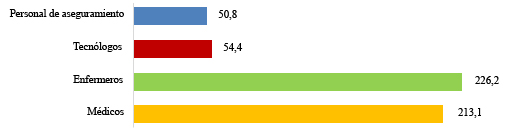 Personal de aseguramiento 50,8
Tecnólogos 54,4
Enfermeros 226,2
Médicos 213,1